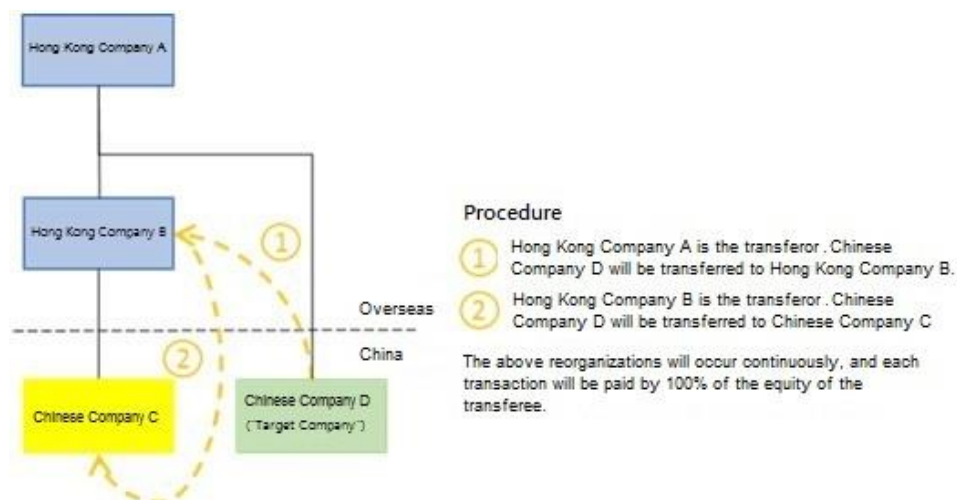 Hong Kong Company A
Hong Kong Company B
1
Overseas
2
China
Chinese Company C
Chinese Company D
("Target Company")
Procedure
1
Hong Kong Company A is the transferor. Chinese
Company D will be transferred to Hong Kong Company B.
2
Hong Kong Company B is the transferor. Chinese
Company D will be transferred to Chinese Company C
The above reorganizations will occur continuously, and each
transaction will be paid by 100% of the equity of the
transferee.